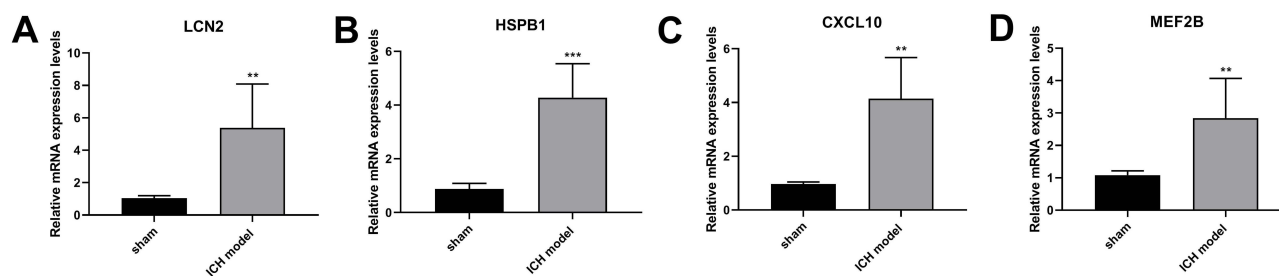 A
LCN2
Relative mRNA expression levels
10
8
6
4
2
0
**
sham
ICH model
B
HSPB1
Relative mRNA expression levels
6
4
2
0
***
sham
ICH model
C
CXCL10
Relative mRNA expression levels
6
4
2
0
**
sham
ICH model
D
MEF2B
Relative mRNA expression levels
5
4
3
2
1
0
**
sham
ICH model